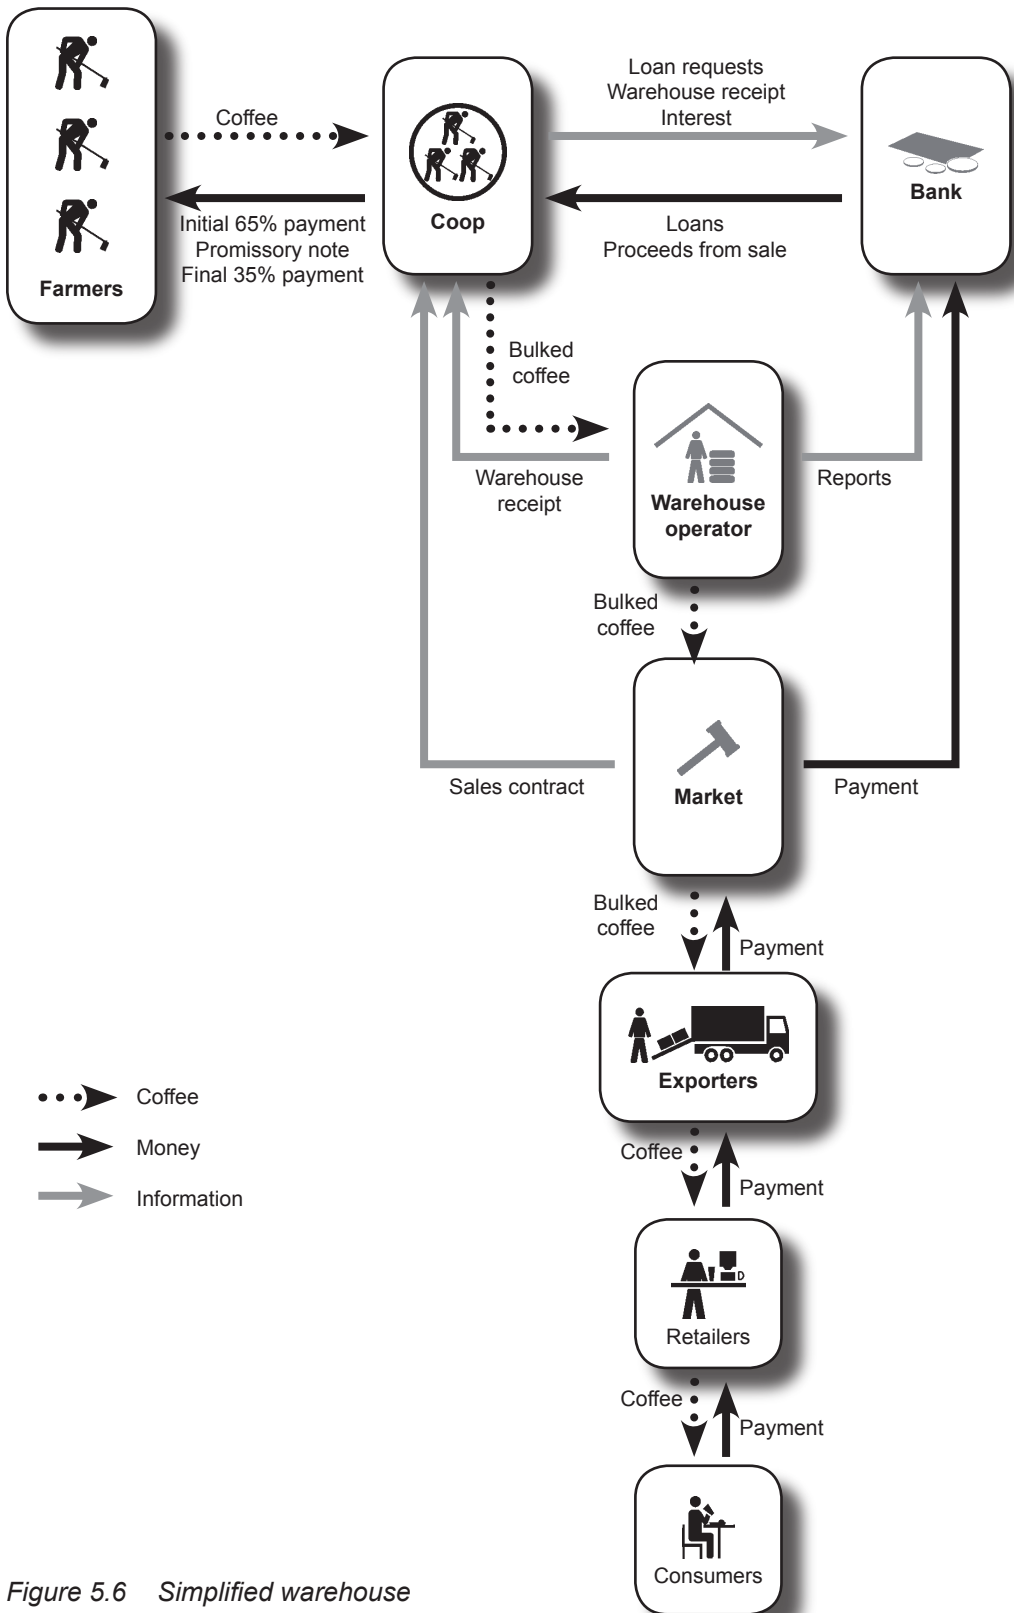 Farmers
Coffee
Initial 65% payment
Promissory note
Final 35% payment
Coop
Loan requests
Warehouse receipt
Interest
Loans
Proceeds from sale
Bank
Bulked
coffee
Warehouse
receipt
Warehouse
operator
Reports
Bulked
coffee
Sales contract
Market
Payment
Bulked
coffee
Payment
Exporters
Coffee
Money
Information
Coffee
Payment
Retailers
Coffee
Payment
Consumers
Figure 5.6 Simplified warehouse